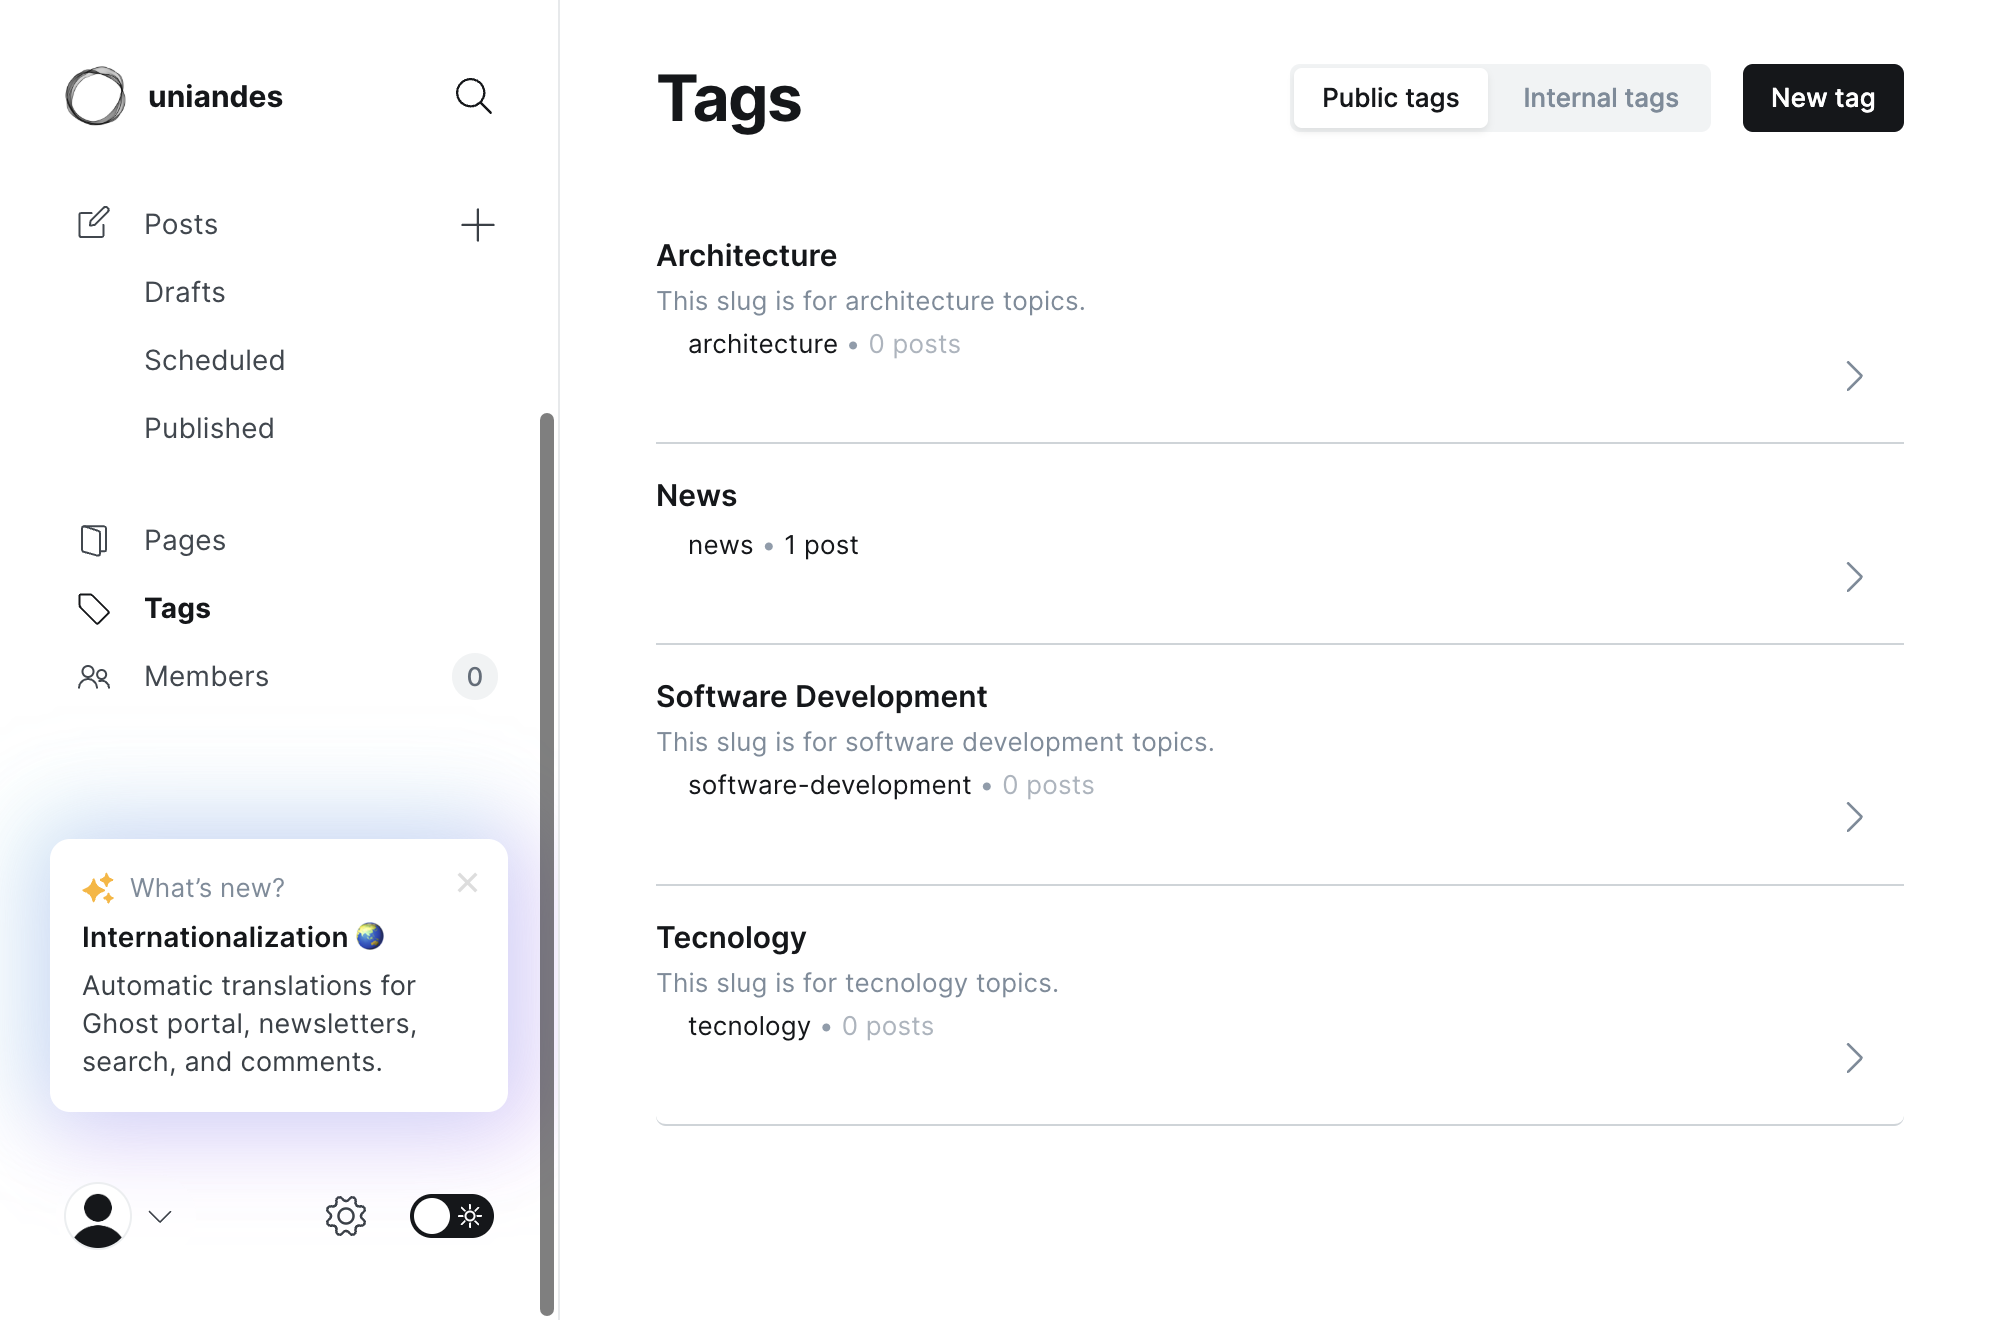 uniandes
Posts
Drafts
Scheduled
Published
Pages
Tags
Members
0
What’s new?
Internationalization 🌏
Automatic translations for
Ghost portal, newsletters,
search, and comments.
Tags
Public tags
Internal tags
New tag
Architecture
This slug is for architecture topics.
architecture • 0 posts
News
news • 1 post
Software Development
This slug is for software development topics.
software-development • 0 posts
Tecnology
This slug is for tecnology topics.
tecnology • 0 posts